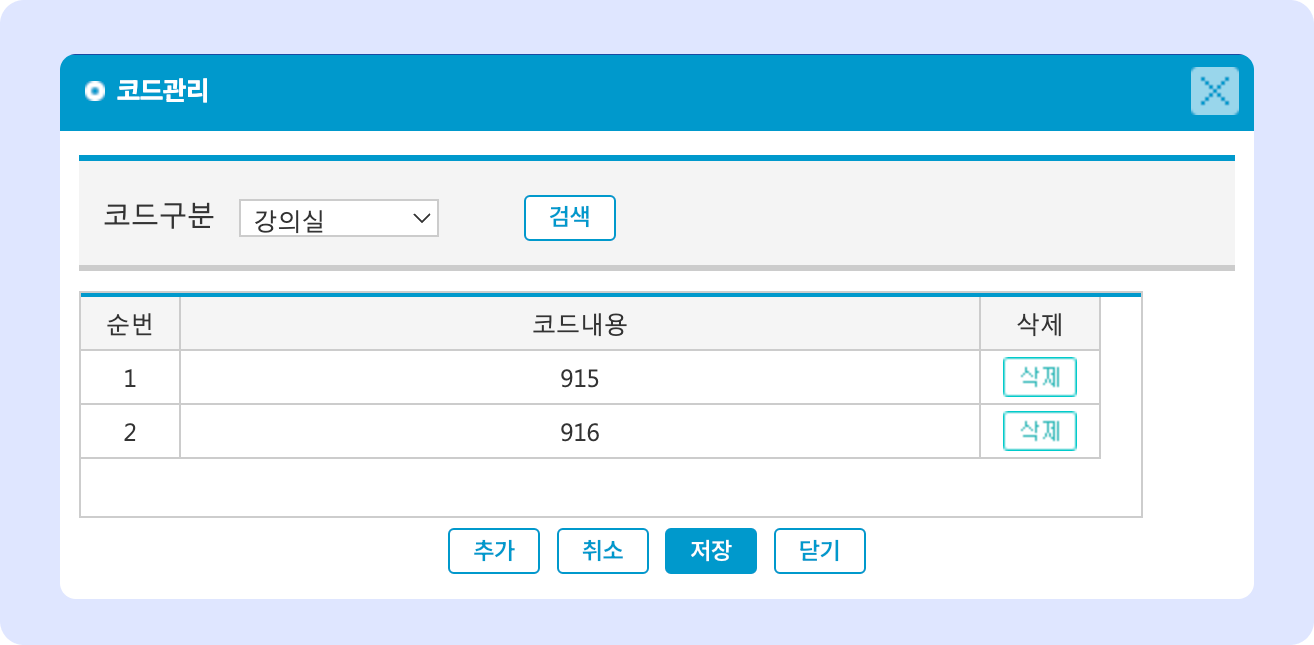 코드관리
코드구분 강의실 검색
순번 코드내용 삭제
1 915 삭제
2 916 삭제
추가 취소 저장 닫기